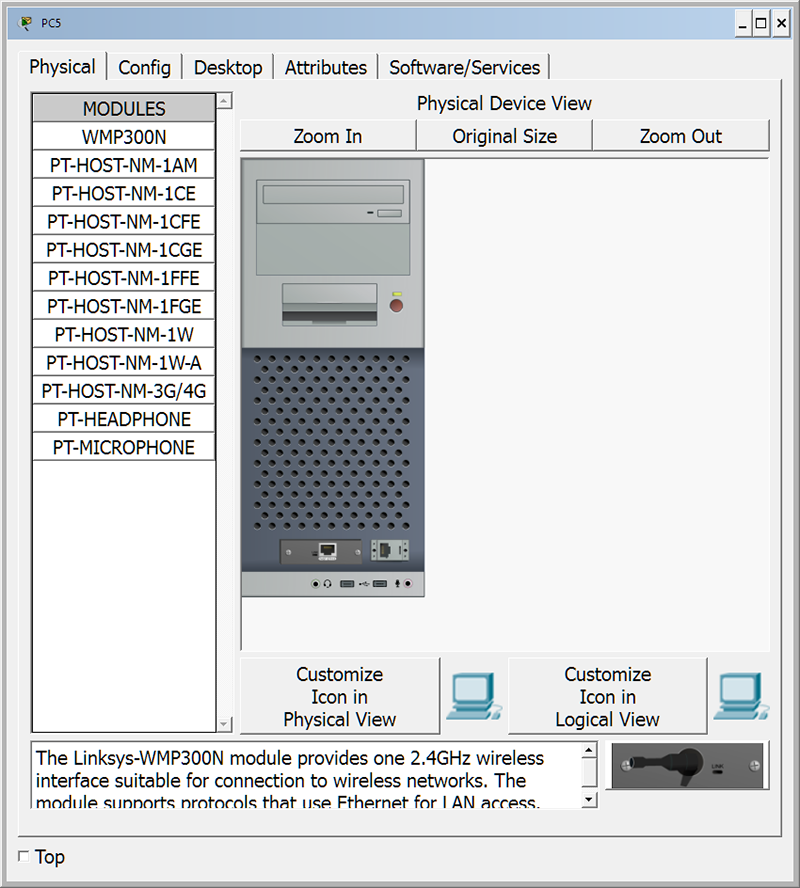 PC5
Physical Config Desktop Attributes Software/Services
MODULES
WMP300N
PT-HOST-NM-1AM
PT-HOST-NM-1CE
PT-HOST-NM-1CFE
PT-HOST-NM-1CGE
PT-HOST-NM-1FFE
PT-HOST-NM-1FGE
PT-HOST-NM-1W
PT-HOST-NM-1W-A
PT-HOST-NM-3G/4G
PT-HEADPHONE
PT-MICROPHONE
Physical Device View
Zoom In Original Size Zoom Out
Customize
Icon in
Physical View
Customize
Icon in
Logical View
The Linksys-WMP300N module provides one 2.4GHz wireless
interface suitable for connection to wireless networks. The
module supports protocols that use Ethernet for LAN access.
LINK
Top